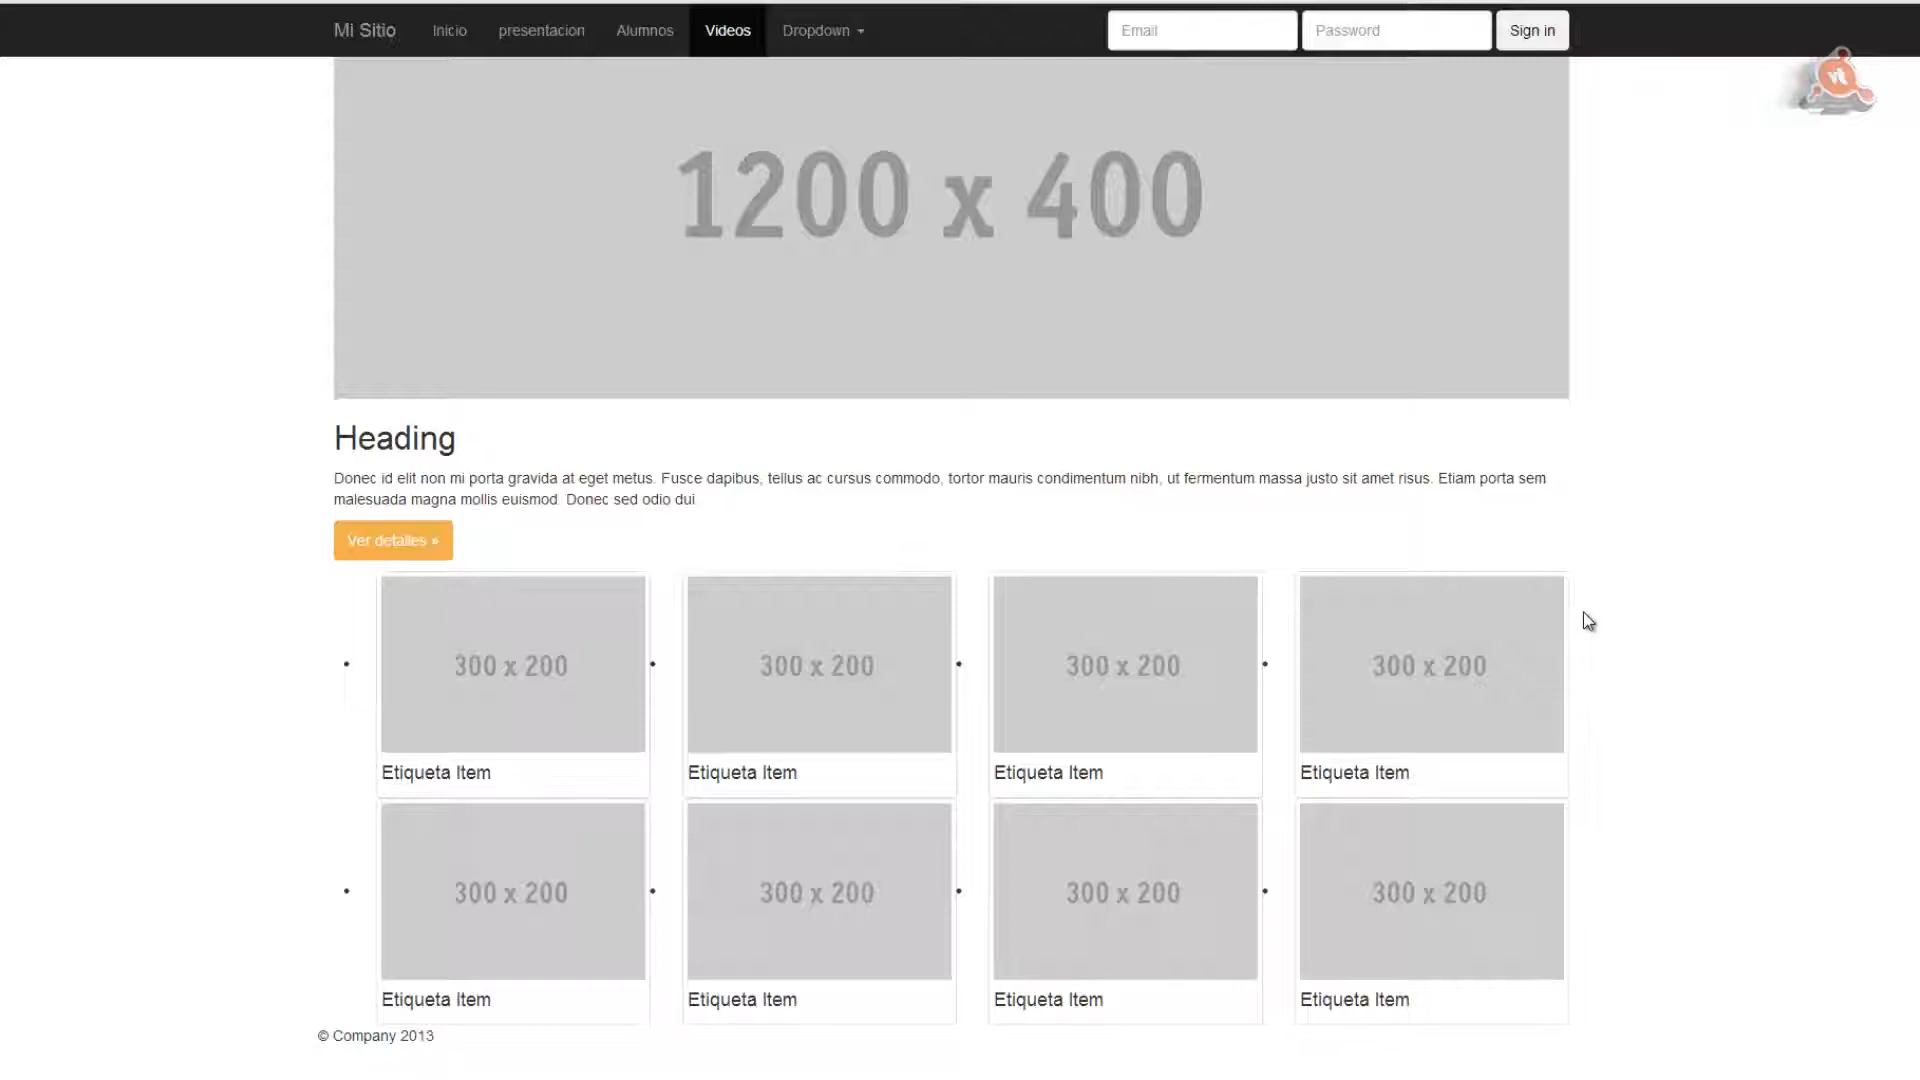 Mi Sitio Inicio presentacion Alumnos Videos Dropdown Email Password Sign in
vt
1200 x 400
Heading
Donec id elit non mi porta gravida at eget metus. Fusce dapibus, tellus ac cursus commodo, tortor mauris condimentum nibh, ut fermentum massa justo sit amet risus. Etiam porta sem
malesuada magna mollis euismod. Donec sed odio dui.
Ver detalles »
300 x 200 300 x 200 300 x 200 300 x 200
Etiqueta Item Etiqueta Item Etiqueta Item Etiqueta Item
300 x 200 300 x 200 300 x 200 300 x 200
Etiqueta Item Etiqueta Item Etiqueta Item Etiqueta Item
© Company 2013